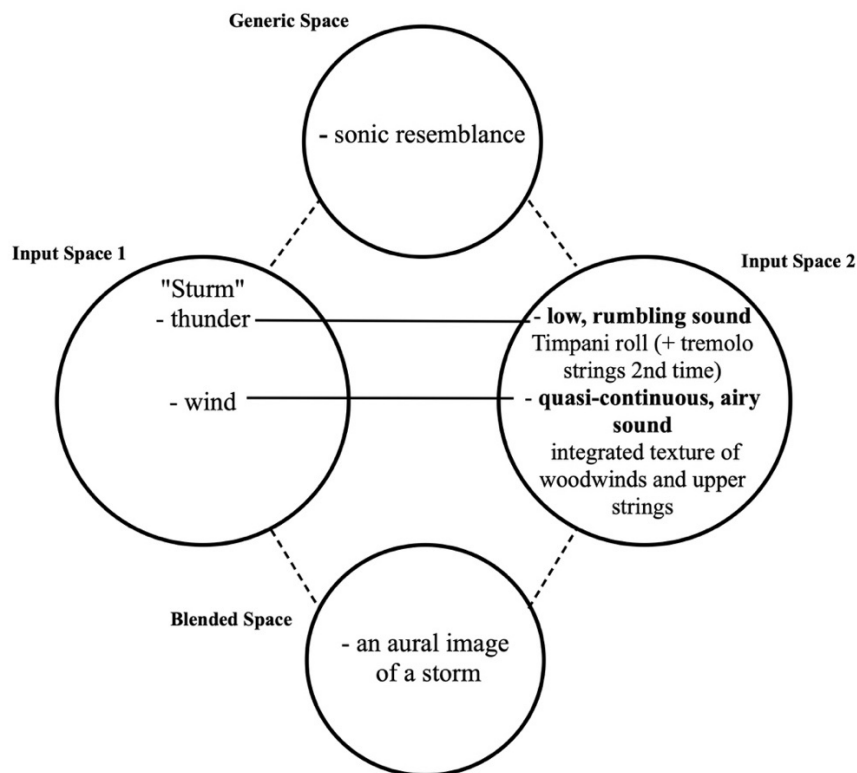 Generic Space
- sonic resemblance
Input Space 1
"Sturm"
- thunder
- wind
Input Space 2
- low, rumbling sound
Timpani roll (+ tremolo
strings 2nd time)
- quasi-continuous, airy
sound
integrated texture of
woodwinds and upper
strings
Blended Space
- an aural image
of a storm